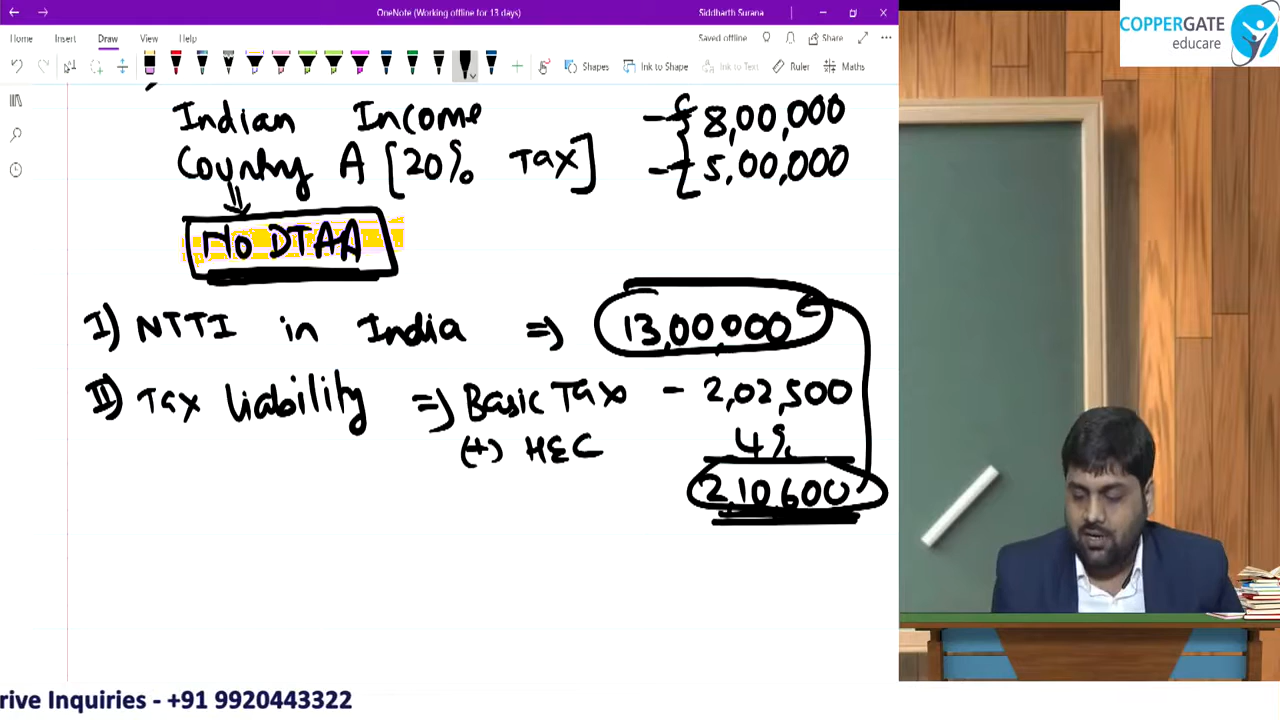 OneNote (Working offline for 13 days)
Siddharth Surana
COPPERGATE
educare
Home Insert Draw View Help
Saved offline Share
Shapes Ink to Shape Ink to Text Ruler Maths
Indian Income - 8,00,000
Country A [20% Tax] - 5,00,000
No DTAA
I) NTTI in India ⇒ 13,00,000
II) Tax liability ⇒ Basic Tax - 2,02,500
(+) HEC 4%
2,10,600
rive Inquiries - +91 9920443322